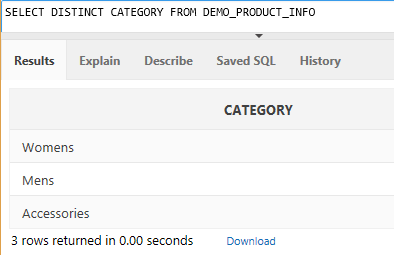 SELECT DISTINCT CATEGORY FROM DEMO_PRODUCT_INFO
Results Explain Describe Saved SQL History
CATEGORY
Womens
Mens
Accessories
3 rows returned in 0.00 seconds Download